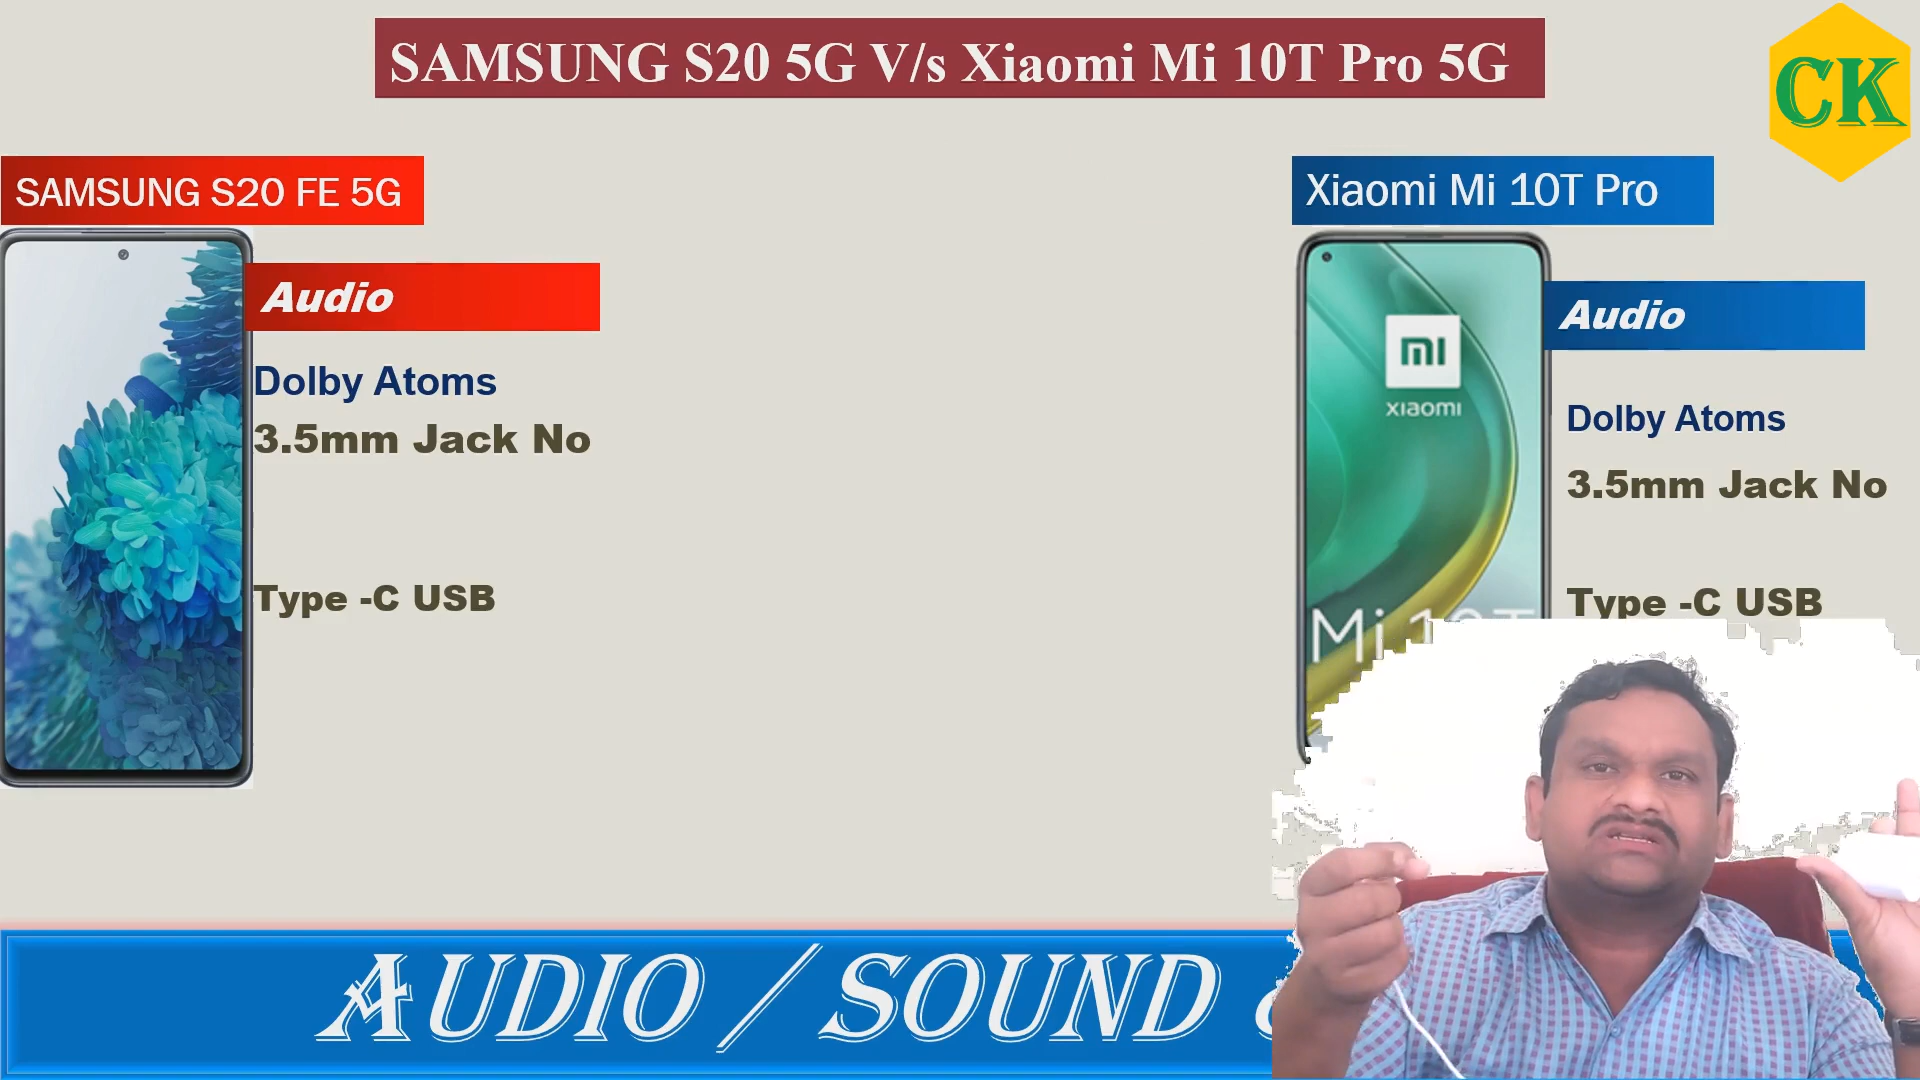 SAMSUNG S20 5G V/s Xiaomi Mi 10T Pro 5G
CK
SAMSUNG S20 FE 5G
Xiaomi Mi 10T Pro
Audio
Dolby Atoms
3.5mm Jack No
Type -C USB
Audio
Dolby Atoms
3.5mm Jack No
Type -C USB
mi
xiaomi
Mi 10T
AUDIO / SOUND